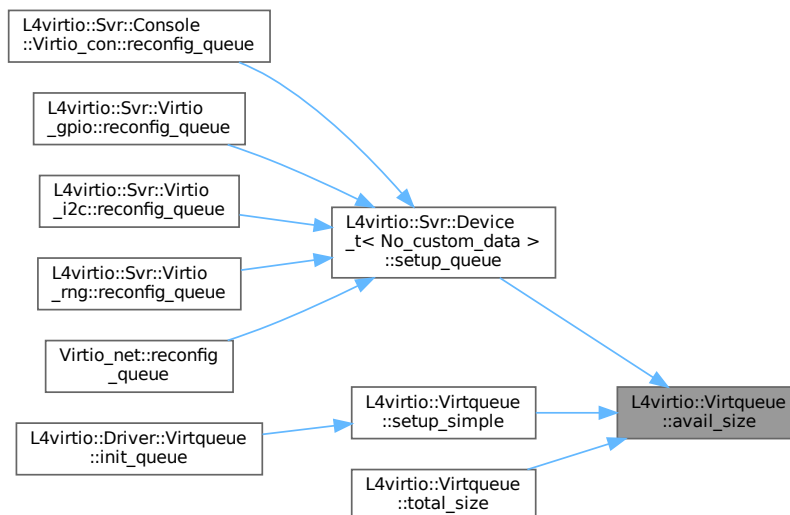 L4virtio::Svr::Console
::Virtio_con::reconfig_queue
L4virtio::Svr::Virtio
_gpio::reconfig_queue
L4virtio::Svr::Virtio
_i2c::reconfig_queue
L4virtio::Svr::Virtio
_rng::reconfig_queue
Virtio_net::reconfig
_queue
L4virtio::Driver::Virtqueue
::init_queue
L4virtio::Svr::Device
_t< No_custom_data >
::setup_queue
L4virtio::Virtqueue
::setup_simple
L4virtio::Virtqueue
::total_size
L4virtio::Virtqueue
::avail_size